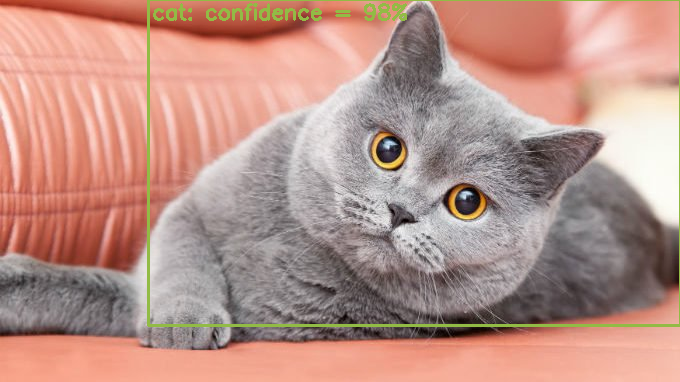 cat: confidence = 98%